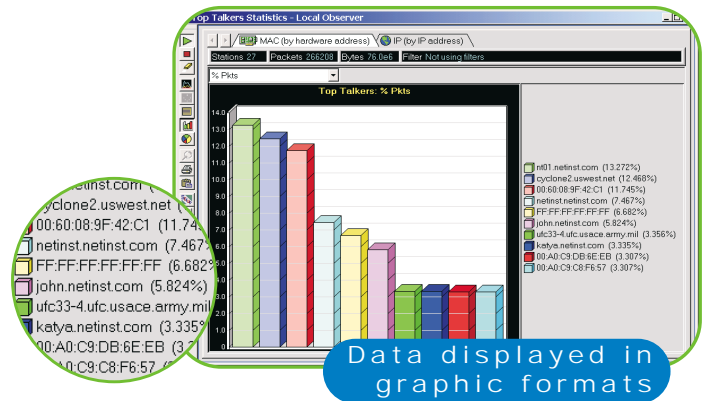 Top Talkers Statistics - Local Observer
MAC (by hardware address) IP (by IP address)
Stations 27 Packets 266208 Bytes 76.0e6 Filter Not using filters
% Pkts
Top Talkers: % Pkts
14.0
13.0
12.0
11.0
10.0
9.0
8.0
7.0
6.0
5.0
4.0
3.0
2.0
1.0
0
nt01.netinst.com (13.272%)
cyclone2.uswest.net (12.468%)
00:60:08:9F:42:C1 (11.745%)
netinst.netinst.com (7.467%)
FF:FF:FF:FF:FF:FF (6.682%)
john.netinst.com (5.824%)
ufc33-4.ufc.usace.army.mil (3.356%)
katya.netinst.com (3.335%)
00:A0:C9:DB:6E:EB (3.307%)
00:A0:C9:C8:F6:57 (3.307%)
netinst.com
cyclone2.uswest.net
00:60:08:9F:42:C1 (11.74
netinst.netinst.com (7.467
FF:FF:FF:FF:FF:FF (6.682
john.netinst.com (5.824%)
ufc33-4.ufc.usace.army.mil
katya.netinst.com (3.335
00:A0:C9:DB:6E:EB (3.3
0:C9:C8:F6:57
Data displayed in
graphic formats